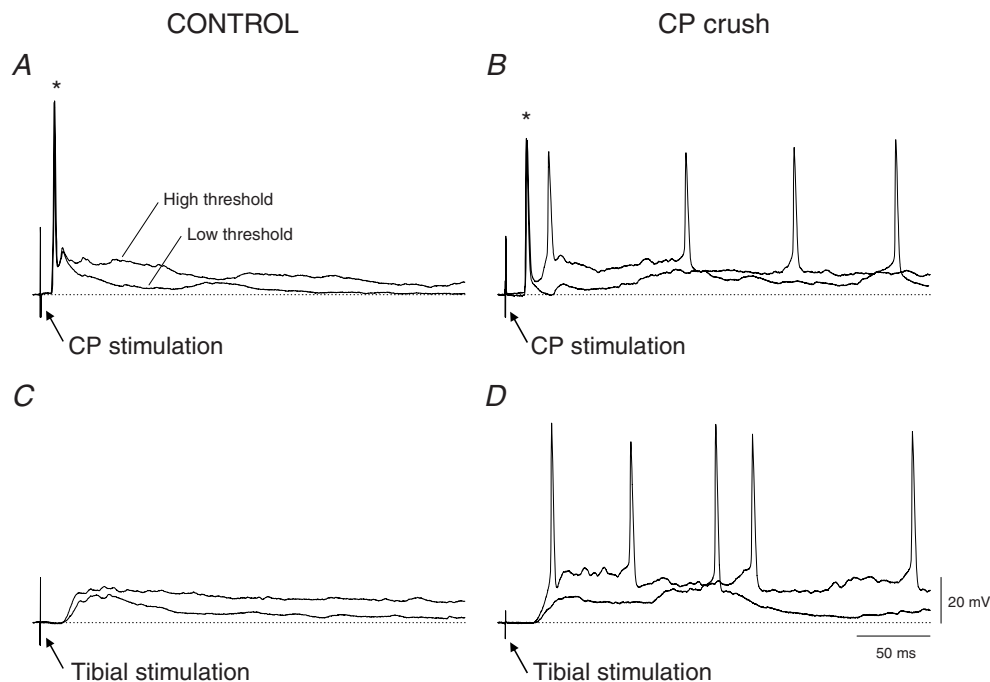 CONTROL
CP crush
A
B
*
*
High threshold
Low threshold
CP stimulation
CP stimulation
C
D
20 mV
50 ms
Tibial stimulation
Tibial stimulation